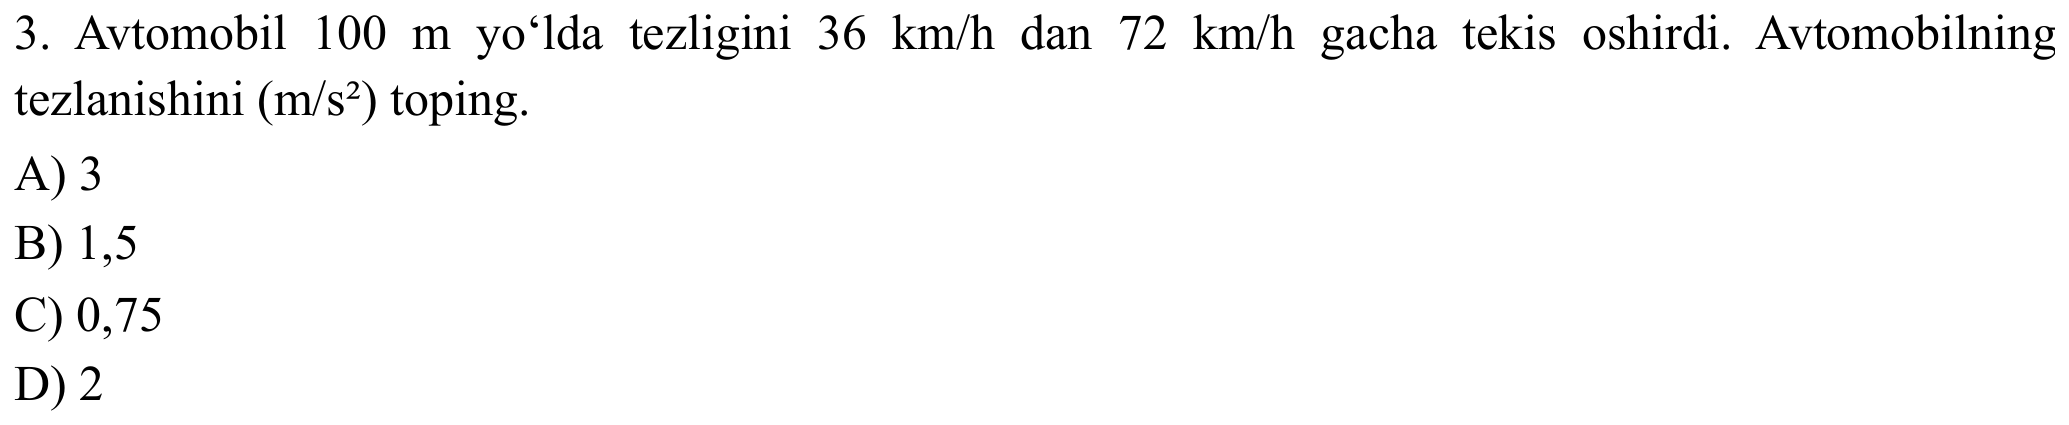 3. Avtomobil 100 m yo‘lda tezligini 36 km/h dan 72 km/h gacha tekis oshirdi. Avtomobilning
tezlanishini (m/s²) toping.
A) 3
B) 1,5
C) 0,75
D) 2